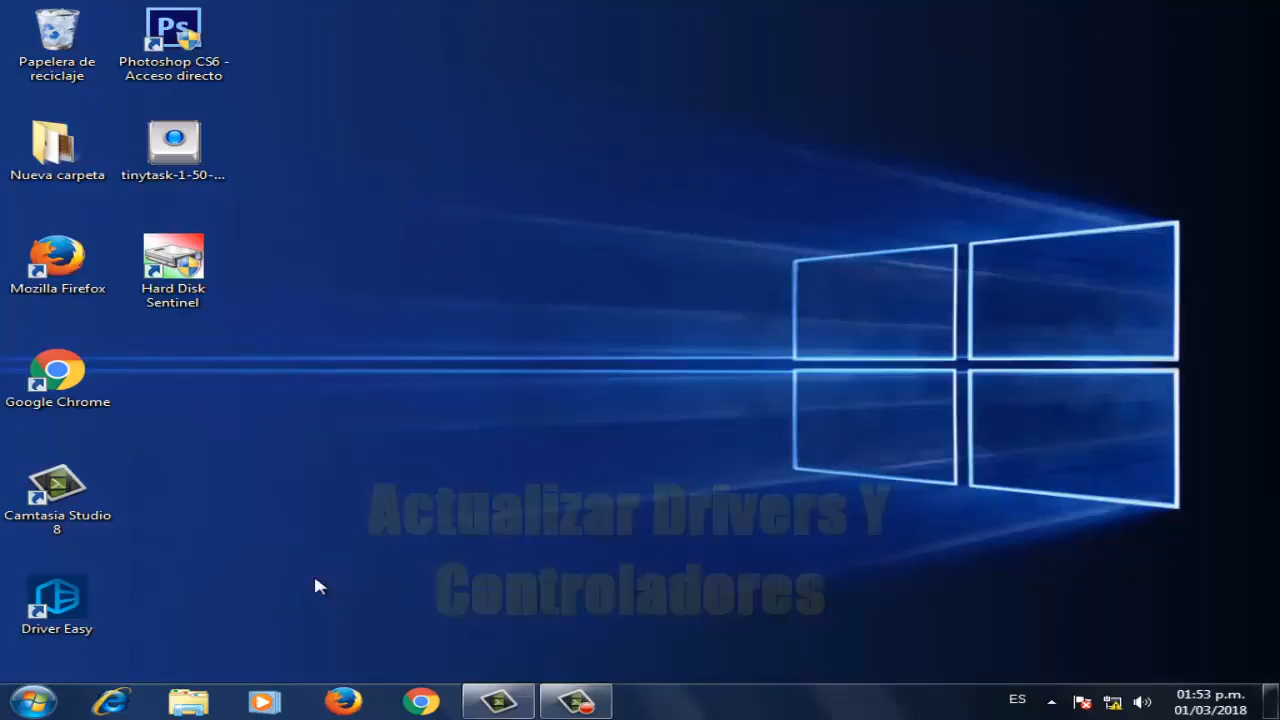 Papelera de
reciclaje
Ps
Photoshop CS6 -
Acceso directo
Nueva carpeta
tinytask-1-50-...
Mozilla Firefox
Hard Disk
Sentinel
Google Chrome
Camtasia Studio
8
Driver Easy
Actualizar Drivers Y
Controladores
ES
01:53 p.m.
01/03/2018